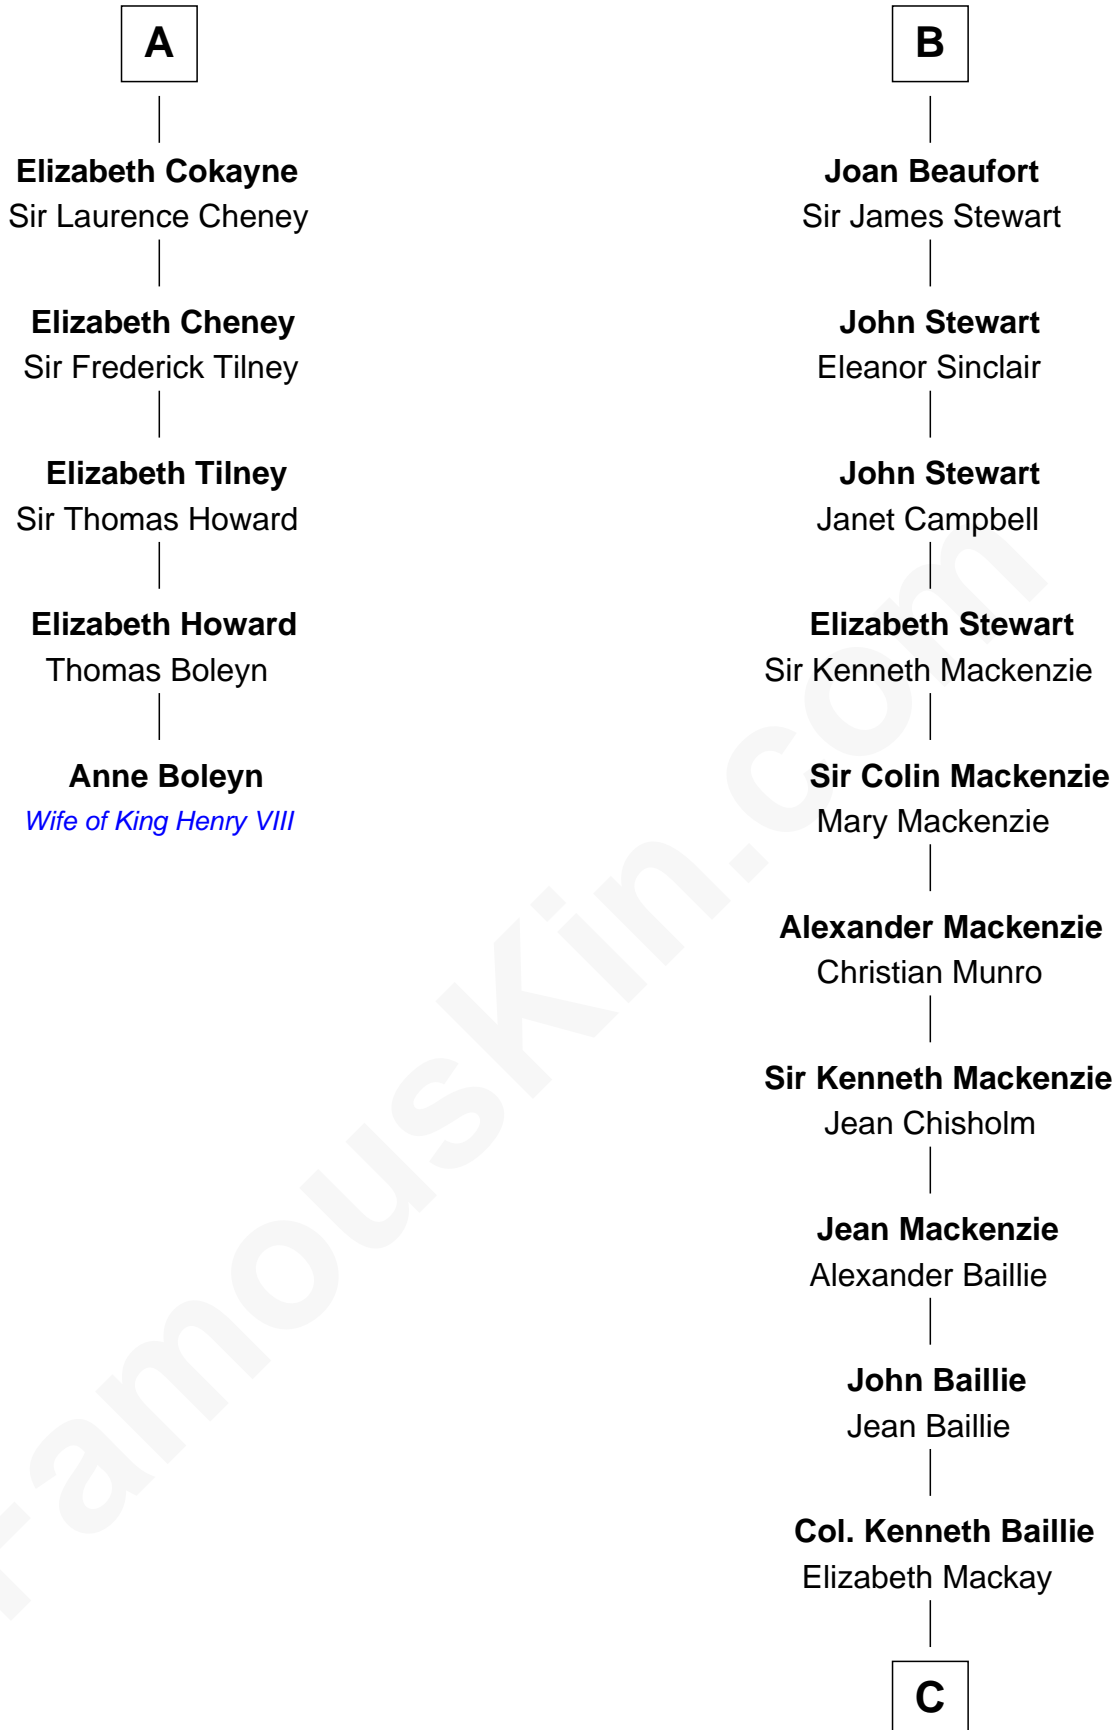 A
Elizabeth Cokayne
Sir Laurence Cheney
Elizabeth Cheney
Sir Frederick Tilney
Elizabeth Tilney
Sir Thomas Howard
Elizabeth Howard
Thomas Boleyn
Anne Boleyn
Wife of King Henry VIII
B
Joan Beaufort
Sir James Stewart
John Stewart
Eleanor Sinclair
John Stewart
Janet Campbell
Elizabeth Stewart
Sir Kenneth Mackenzie
Sir Colin Mackenzie
Mary Mackenzie
Alexander Mackenzie
Christian Munro
Sir Kenneth Mackenzie
Jean Chisholm
Jean Mackenzie
Alexander Baillie
John Baillie
Jean Baillie
Col. Kenneth Baillie
Elizabeth Mackay
C
FamousKin.com